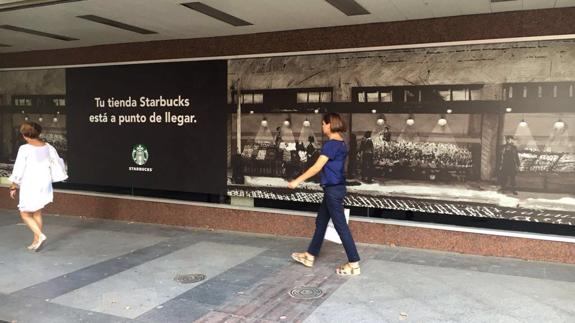 Tu tienda Starbucks
está a punto de llegar.
STARBUCKS